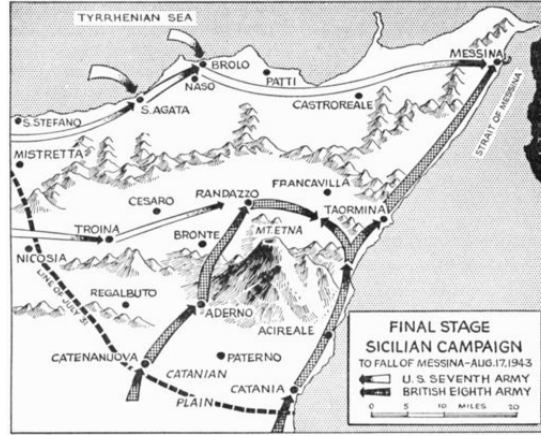 TYRRHENIAN SEA
BROLO
NASO
PATTI
MESSINA
S. AGATA
CASTROREALE
S. STEFANO
STRAIT OF MESSINA
MISTRETTA
CESARO
RANDAZZO
FRANCAVILLA
TAORMINA
TROINA
BRONTE
MT. ETNA
NICOSIA
LINE OF JULY 31
REGALBUTO
ADERNO
ACIREALE
CATENANUOVA
CATANIAN
PATERNO
PLAIN
CATANIA
FINAL STAGE
SICILIAN CAMPAIGN
TO FALL OF MESSINA-AUG. 17, 1943
U.S. SEVENTH ARMY
BRITISH EIGHTH ARMY
0 5 10 20
MILES